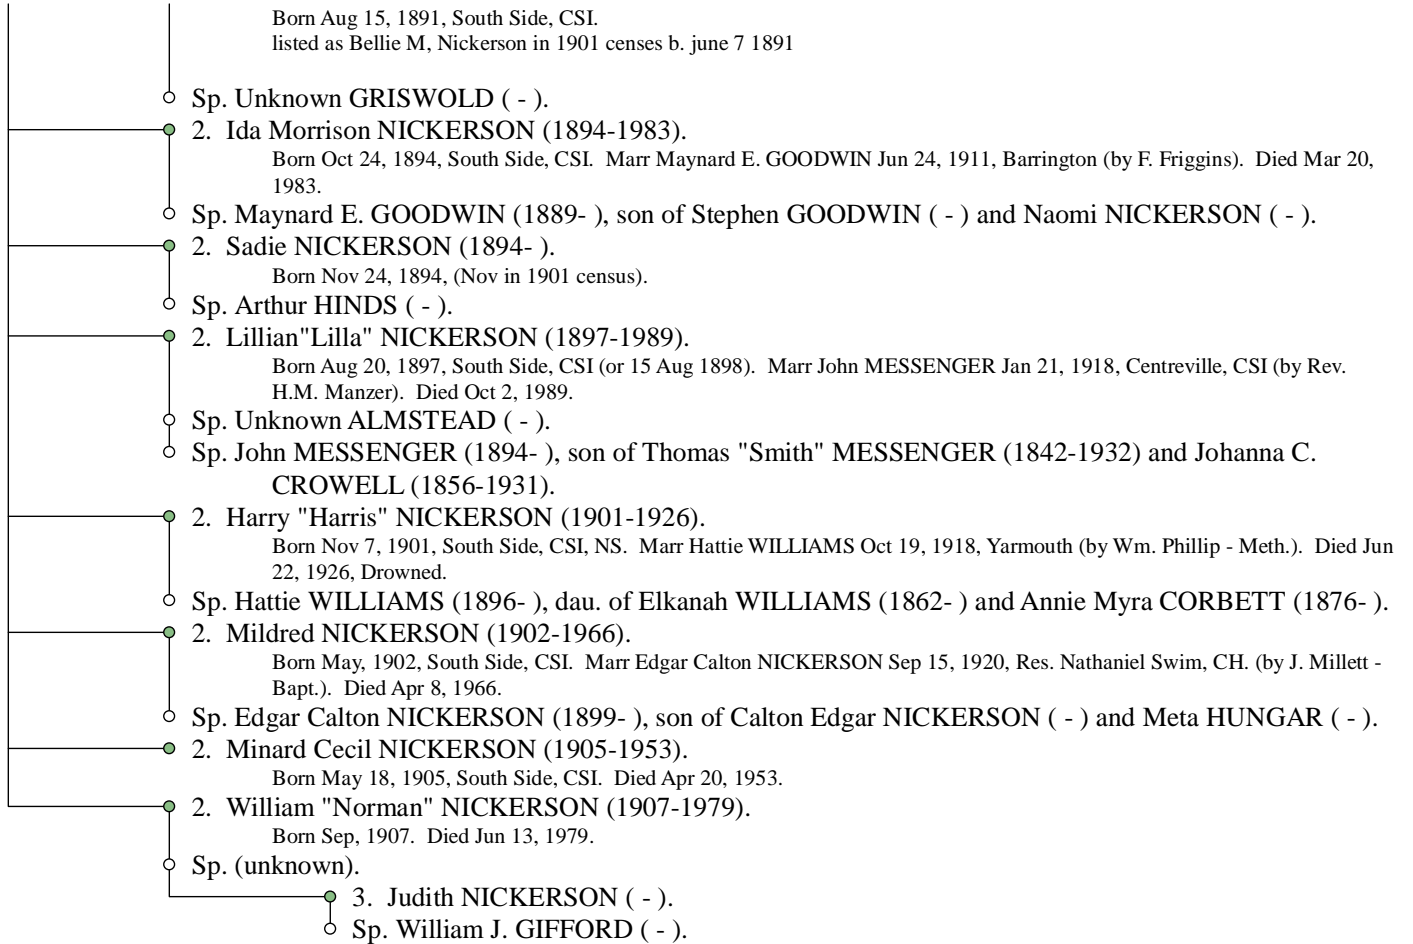 Born Aug 15, 1891, South Side, CSI.
listed as Bellie M, Nickerson in 1901 censes b. june 7 1891
Sp. Unknown GRISWOLD ( - ).
2. Ida Morrison NICKERSON (1894-1983).
Born Oct 24, 1894, South Side, CSI. Marr Maynard E. GOODWIN Jun 24, 1911, Barrington (by F. Friggins). Died Mar 20,
1983.
Sp. Maynard E. GOODWIN (1889- ), son of Stephen GOODWIN ( - ) and Naomi NICKERSON ( - ).
2. Sadie NICKERSON (1894- ).
Born Nov 24, 1894, (Nov in 1901 census).
Sp. Arthur HINDS ( - ).
2. Lillian"Lilla" NICKERSON (1897-1989).
Born Aug 20, 1897, South Side, CSI (or 15 Aug 1898). Marr John MESSENGER Jan 21, 1918, Centreville, CSI (by Rev.
H.M. Manzer). Died Oct 2, 1989.
Sp. Unknown ALMSTEAD ( - ).
Sp. John MESSENGER (1894- ), son of Thomas "Smith" MESSENGER (1842-1932) and Johanna C.
CROWELL (1856-1931).
2. Harry "Harris" NICKERSON (1901-1926).
Born Nov 7, 1901, South Side, CSI, NS. Marr Hattie WILLIAMS Oct 19, 1918, Yarmouth (by Wm. Phillip - Meth.). Died Jun
22, 1926, Drowned.
Sp. Hattie WILLIAMS (1896- ), dau. of Elkanah WILLIAMS (1862- ) and Annie Myra CORBETT (1876- ).
2. Mildred NICKERSON (1902-1966).
Born May, 1902, South Side, CSI. Marr Edgar Calton NICKERSON Sep 15, 1920, Res. Nathaniel Swim, CH. (by J. Millett -
Bapt.). Died Apr 8, 1966.
Sp. Edgar Calton NICKERSON (1899- ), son of Calton Edgar NICKERSON ( - ) and Meta HUNGAR ( - ).
2. Minard Cecil NICKERSON (1905-1953).
Born May 18, 1905, South Side, CSI. Died Apr 20, 1953.
2. William "Norman" NICKERSON (1907-1979).
Born Sep, 1907. Died Jun 13, 1979.
Sp. (unknown).
3. Judith NICKERSON ( - ).
Sp. William J. GIFFORD ( - ).